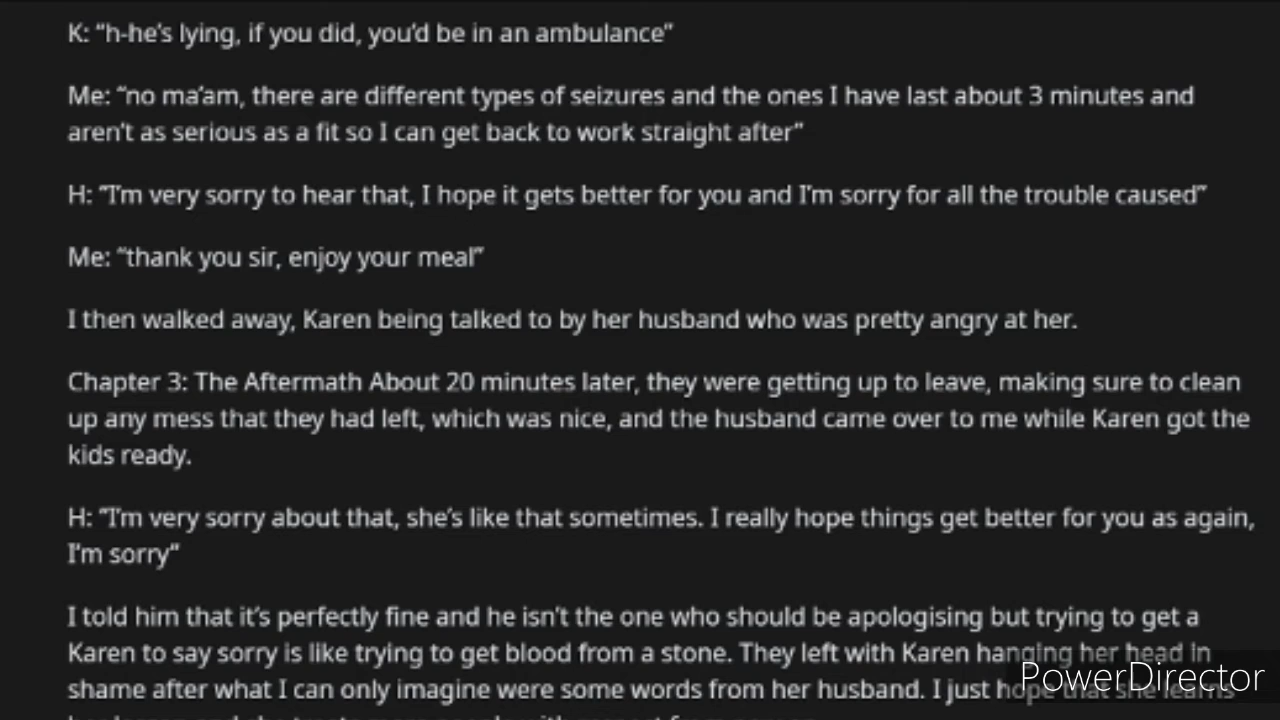 K: “h-he’s lying, if you did, you’d be in an ambulance”
Me: “no ma’am, there are different types of seizures and the ones I have last about 3 minutes and
aren’t as serious as a fit so I can get back to work straight after”
H: “I’m very sorry to hear that, I hope it gets better for you and I’m sorry for all the trouble caused”
Me: “thank you sir, enjoy your meal”
I then walked away, Karen being talked to by her husband who was pretty angry at her.
Chapter 3: The Aftermath About 20 minutes later, they were getting up to leave, making sure to clean
up any mess that they had left, which was nice, and the husband came over to me while Karen got the
kids ready.
H: “I’m very sorry about that, she’s like that sometimes. I really hope things get better for you as again,
I’m sorry”
I told him that it’s perfectly fine and he isn’t the one who should be apologising but trying to get a
Karen to say sorry is like trying to get blood from a stone. They left with Karen hanging her head in
shame after what I can only imagine were some words from her husband. I just hope that she learns
PowerDirector